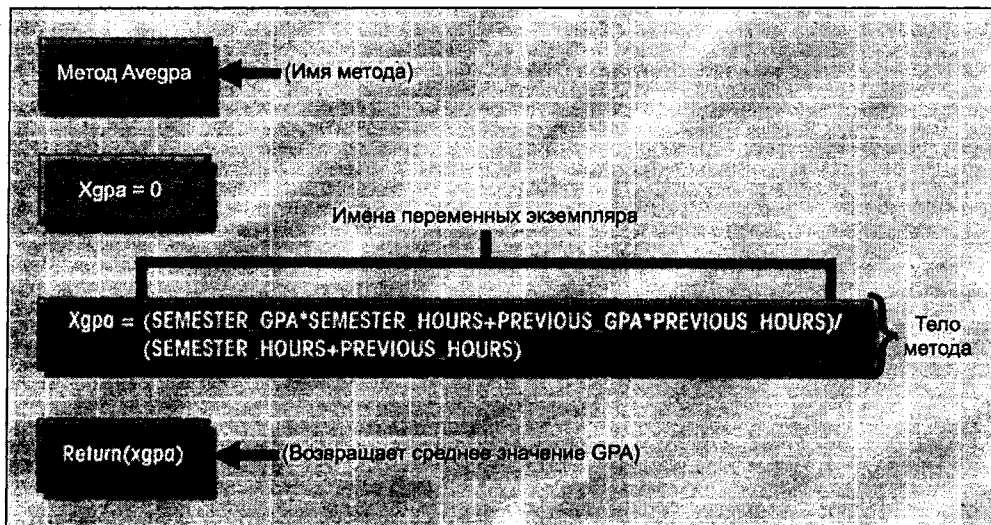 Метод Avegpa
(Имя метода)
Xgpa = 0
Имена переменных экземпляра
Xgpa = (SEMESTER_GPA*SEMESTER_HOURS+PREVIOUS_GPA*PREVIOUS_HOURS)/
(SEMESTER_HOURS+PREVIOUS_HOURS)
Тело
метода
Return(xgpa)
(Возвращает среднее значение GPA)